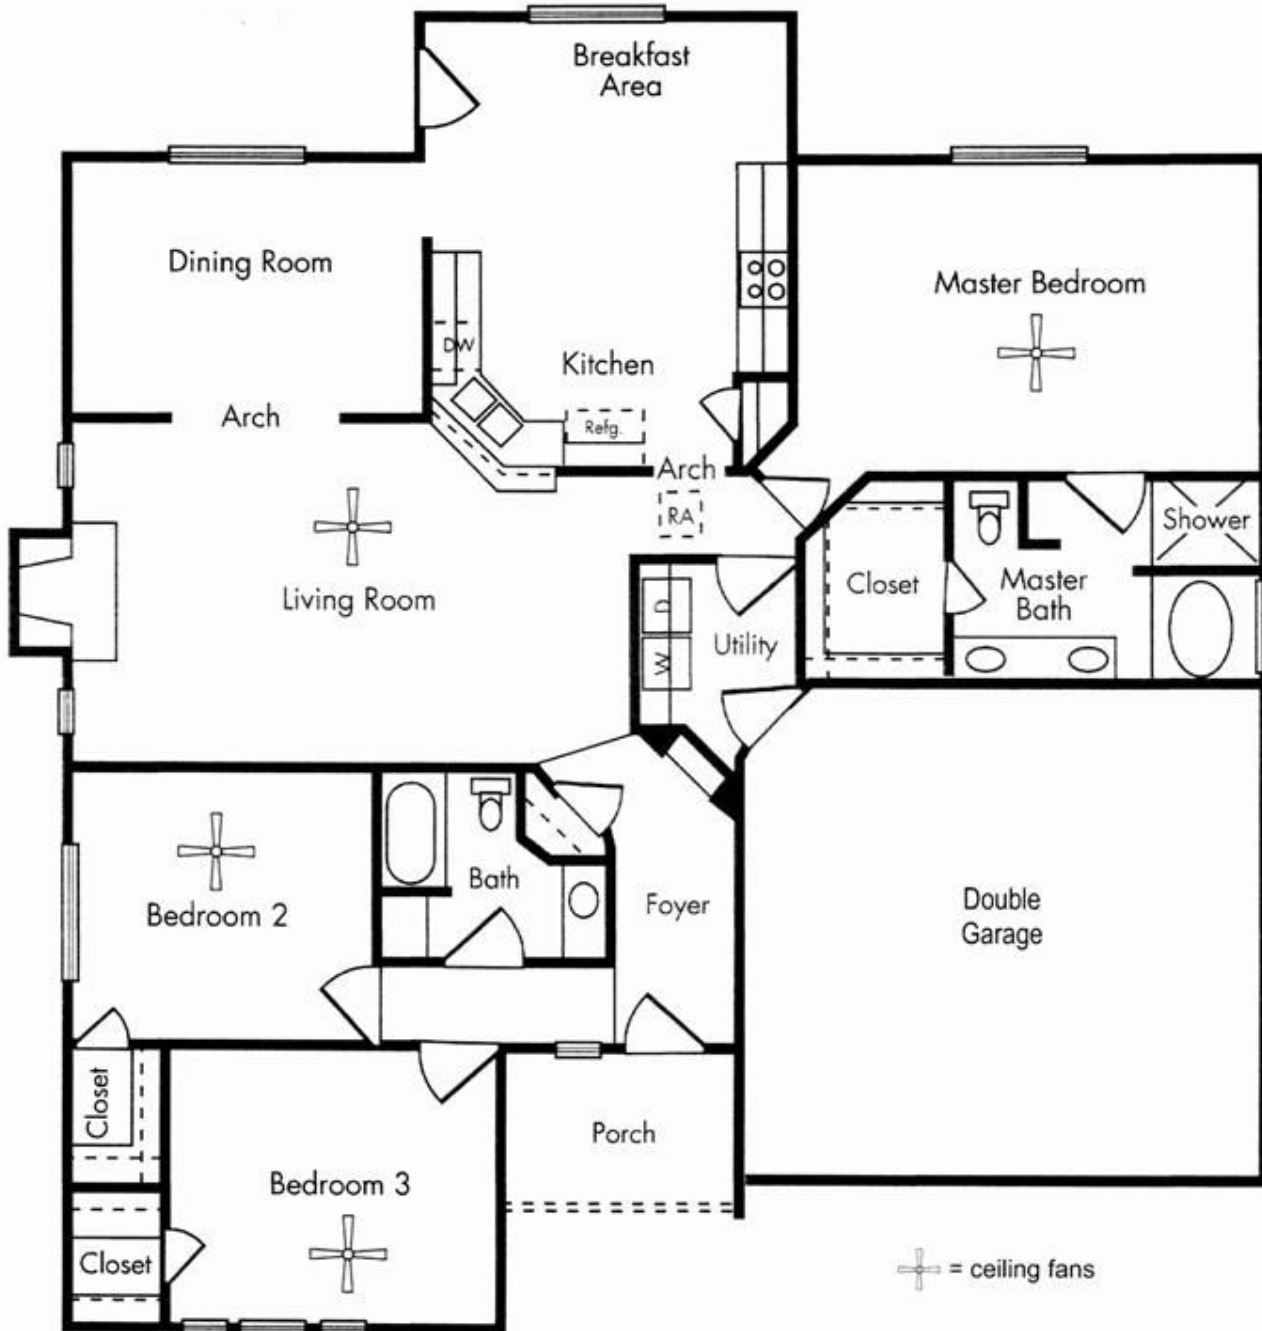 Breakfast
Area
Dining Room
Master Bedroom
DW
Kitchen
Arch
Refg.
Arch
RA
Shower
Living Room
D
W
Utility
Closet
Master
Bath
Bedroom 2
Bath
Foyer
Double
Garage
Closet
Porch
Bedroom 3
Closet
= ceiling fans